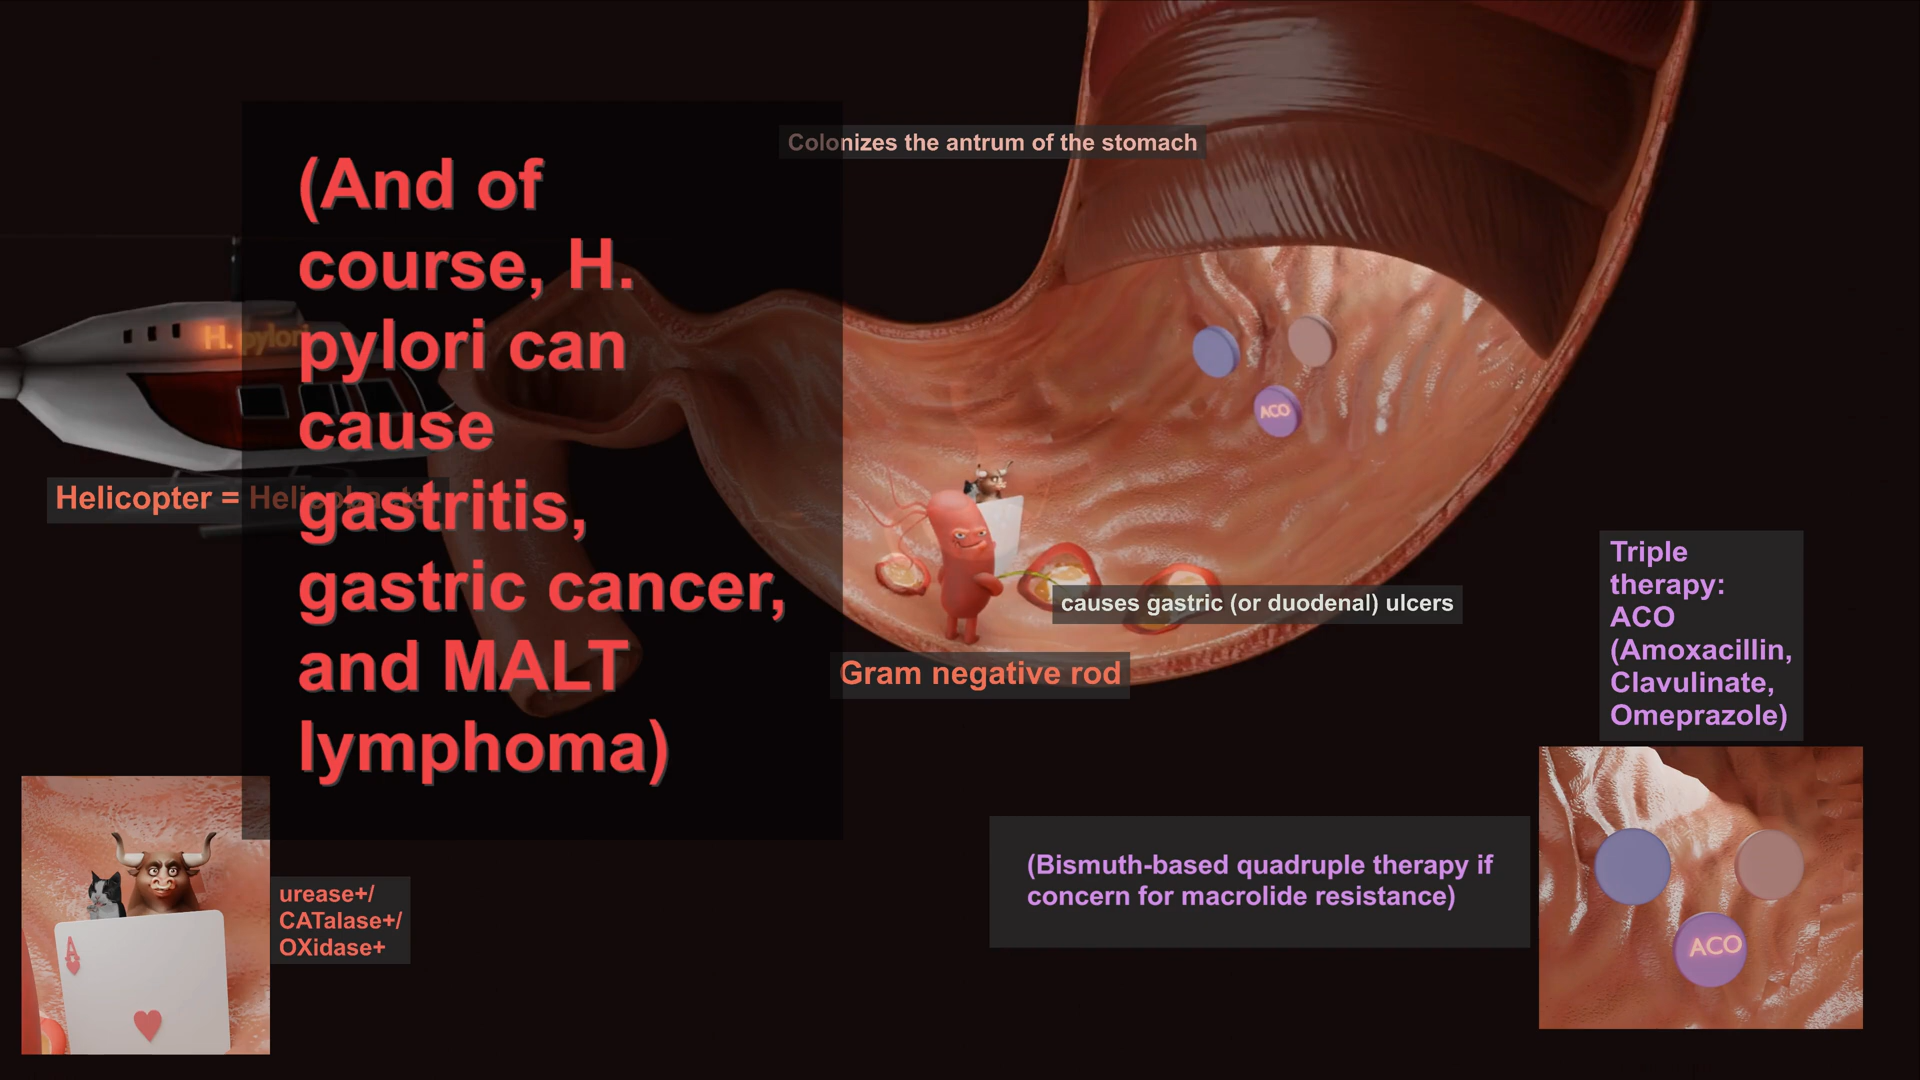 Colonizes the antrum of the stomach
(And of
course, H.
pylori can
cause
gastritis,
gastric cancer,
and MALT
lymphoma)
H. pylori
Helicopter = Helicobacter
ACO
causes gastric (or duodenal) ulcers
Gram negative rod
Triple
therapy:
ACO
(Amoxacillin,
Clavulinate,
Omeprazole)
(Bismuth-based quadruple therapy if
concern for macrolide resistance)
ACO
A
urease+/
CATalase+/
OXidase+